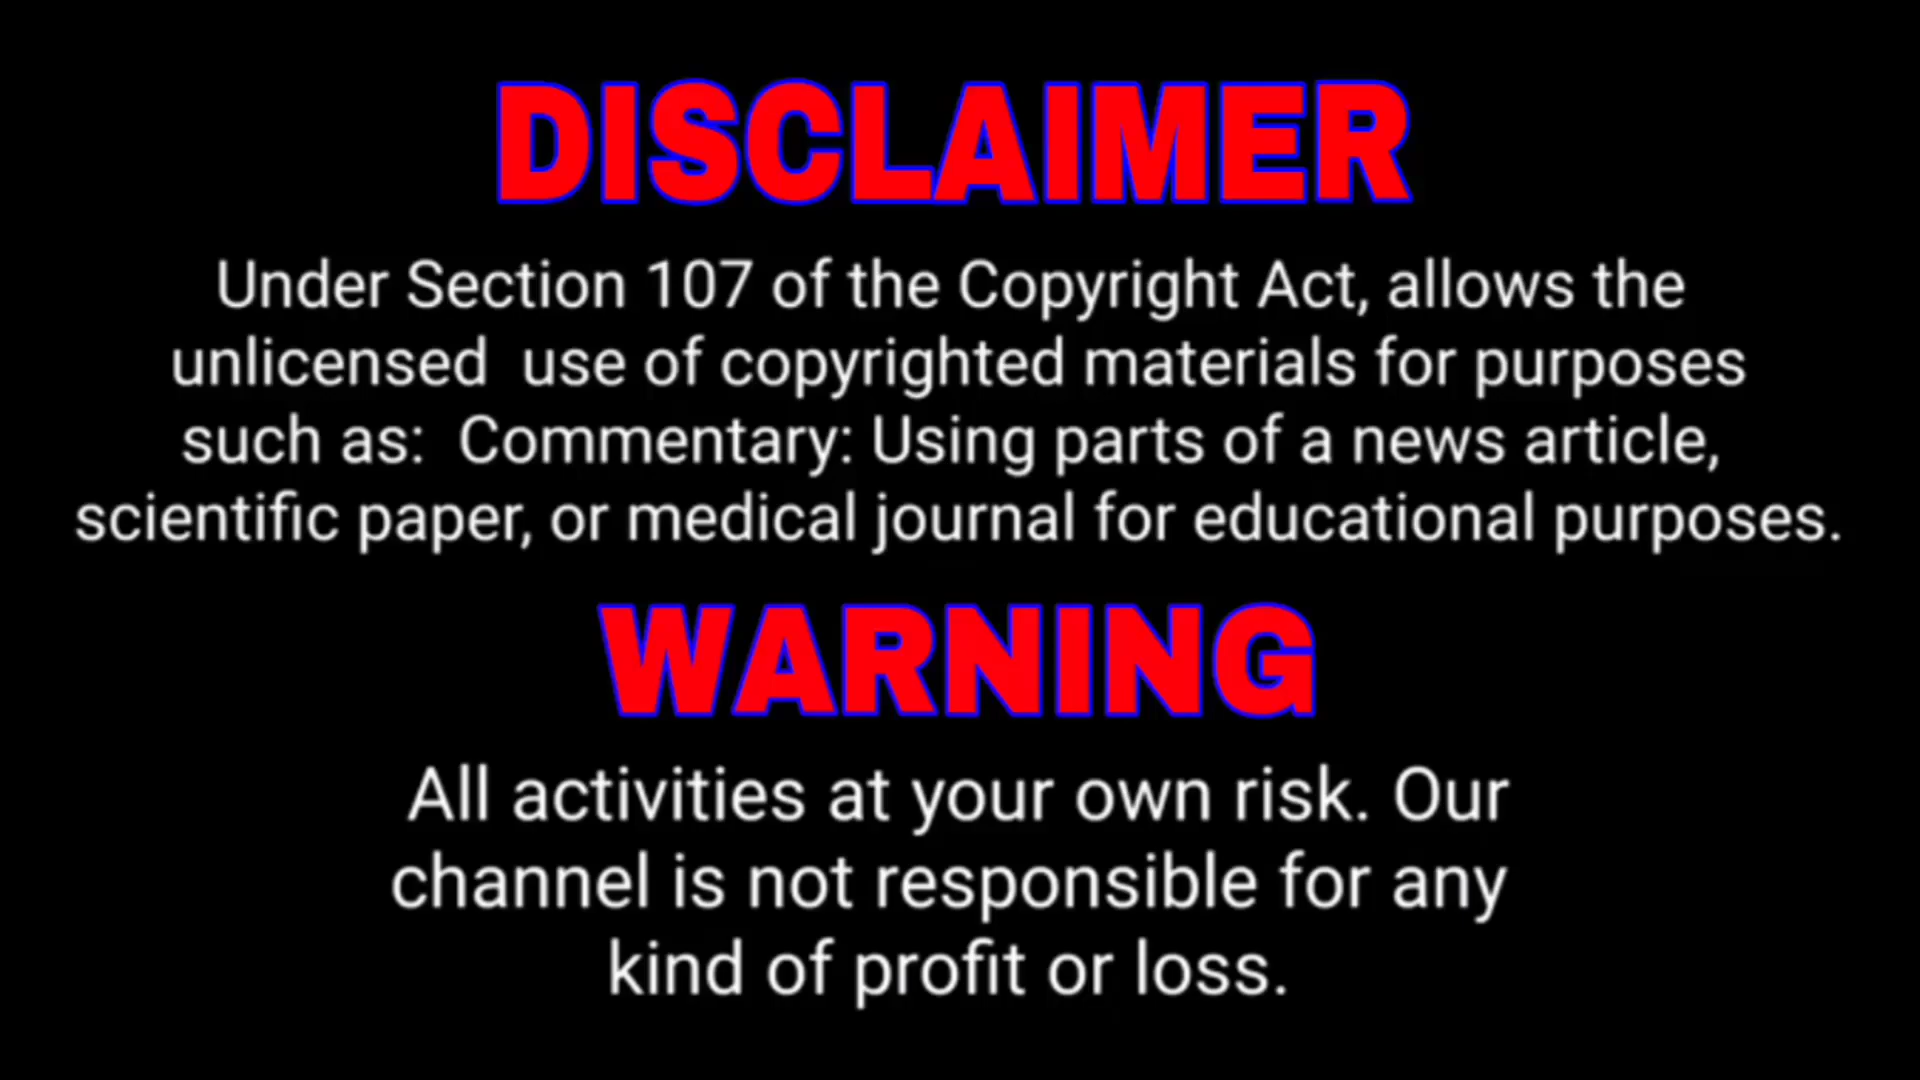 DISCLAIMER
Under Section 107 of the Copyright Act, allows the
unlicensed  use of copyrighted materials for purposes
such as:  Commentary: Using parts of a news article,
scientific paper, or medical journal for educational purposes.
WARNING
All activities at your own risk. Our
channel is not responsible for any
kind of profit or loss.